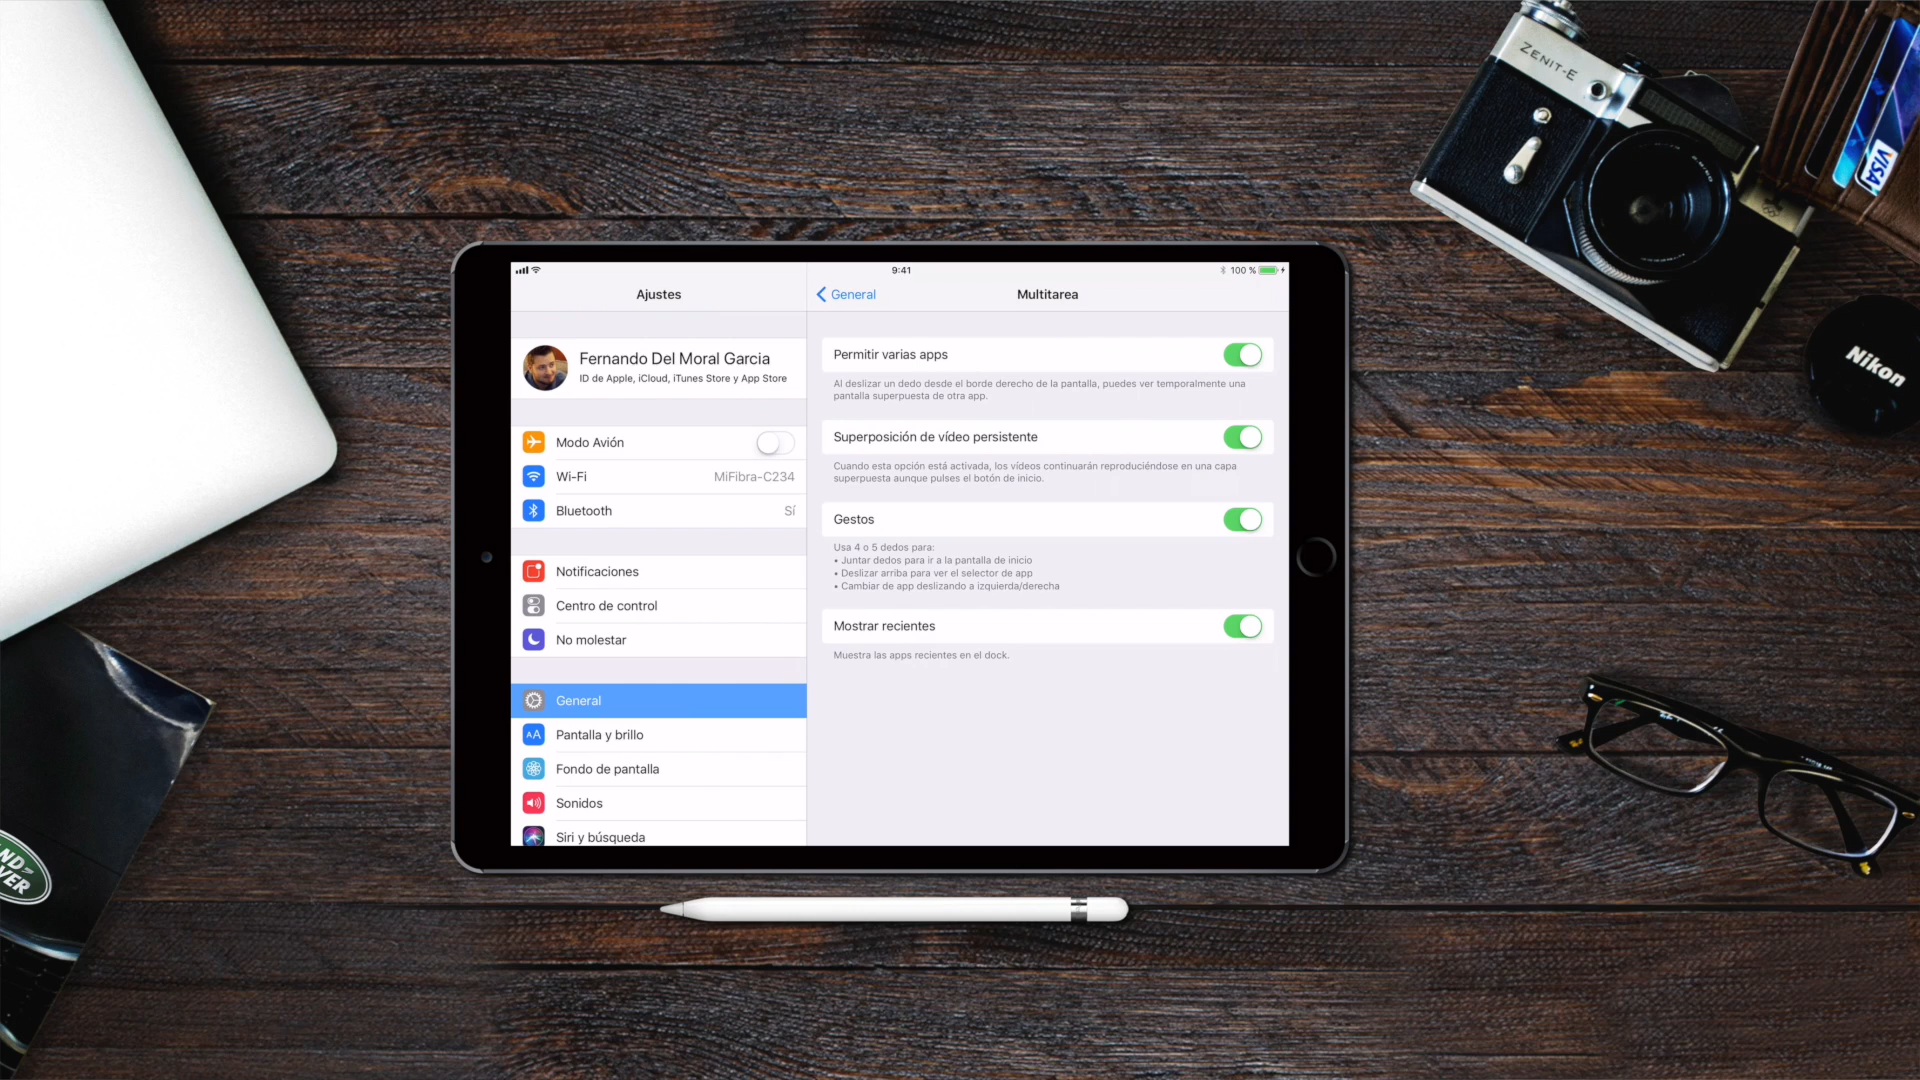 ZENIT-E
VISA
Nikon
9:41
100 %
Ajustes
Fernando Del Moral Garcia
ID de Apple, iCloud, iTunes Store y App Store
Modo Avión
Wi-Fi
MiFibra-C234
Bluetooth
Sí
Notificaciones
Centro de control
No molestar
General
AA
Pantalla y brillo
Fondo de pantalla
Sonidos
Siri y búsqueda
General
Multitarea
Permitir varias apps
Al deslizar un dedo desde el borde derecho de la pantalla, puedes ver temporalmente una
pantalla superpuesta de otra app.
Superposición de vídeo persistente
Cuando esta opción está activada, los vídeos continuarán reproduciéndose en una capa
superpuesta aunque pulses el botón de inicio.
Gestos
Usa 4 o 5 dedos para:
• Juntar dedos para ir a la pantalla de inicio
• Deslizar arriba para ver el selector de app
• Cambiar de app deslizando a izquierda/derecha
Mostrar recientes
Muestra las apps recientes en el dock.
ND-
VER